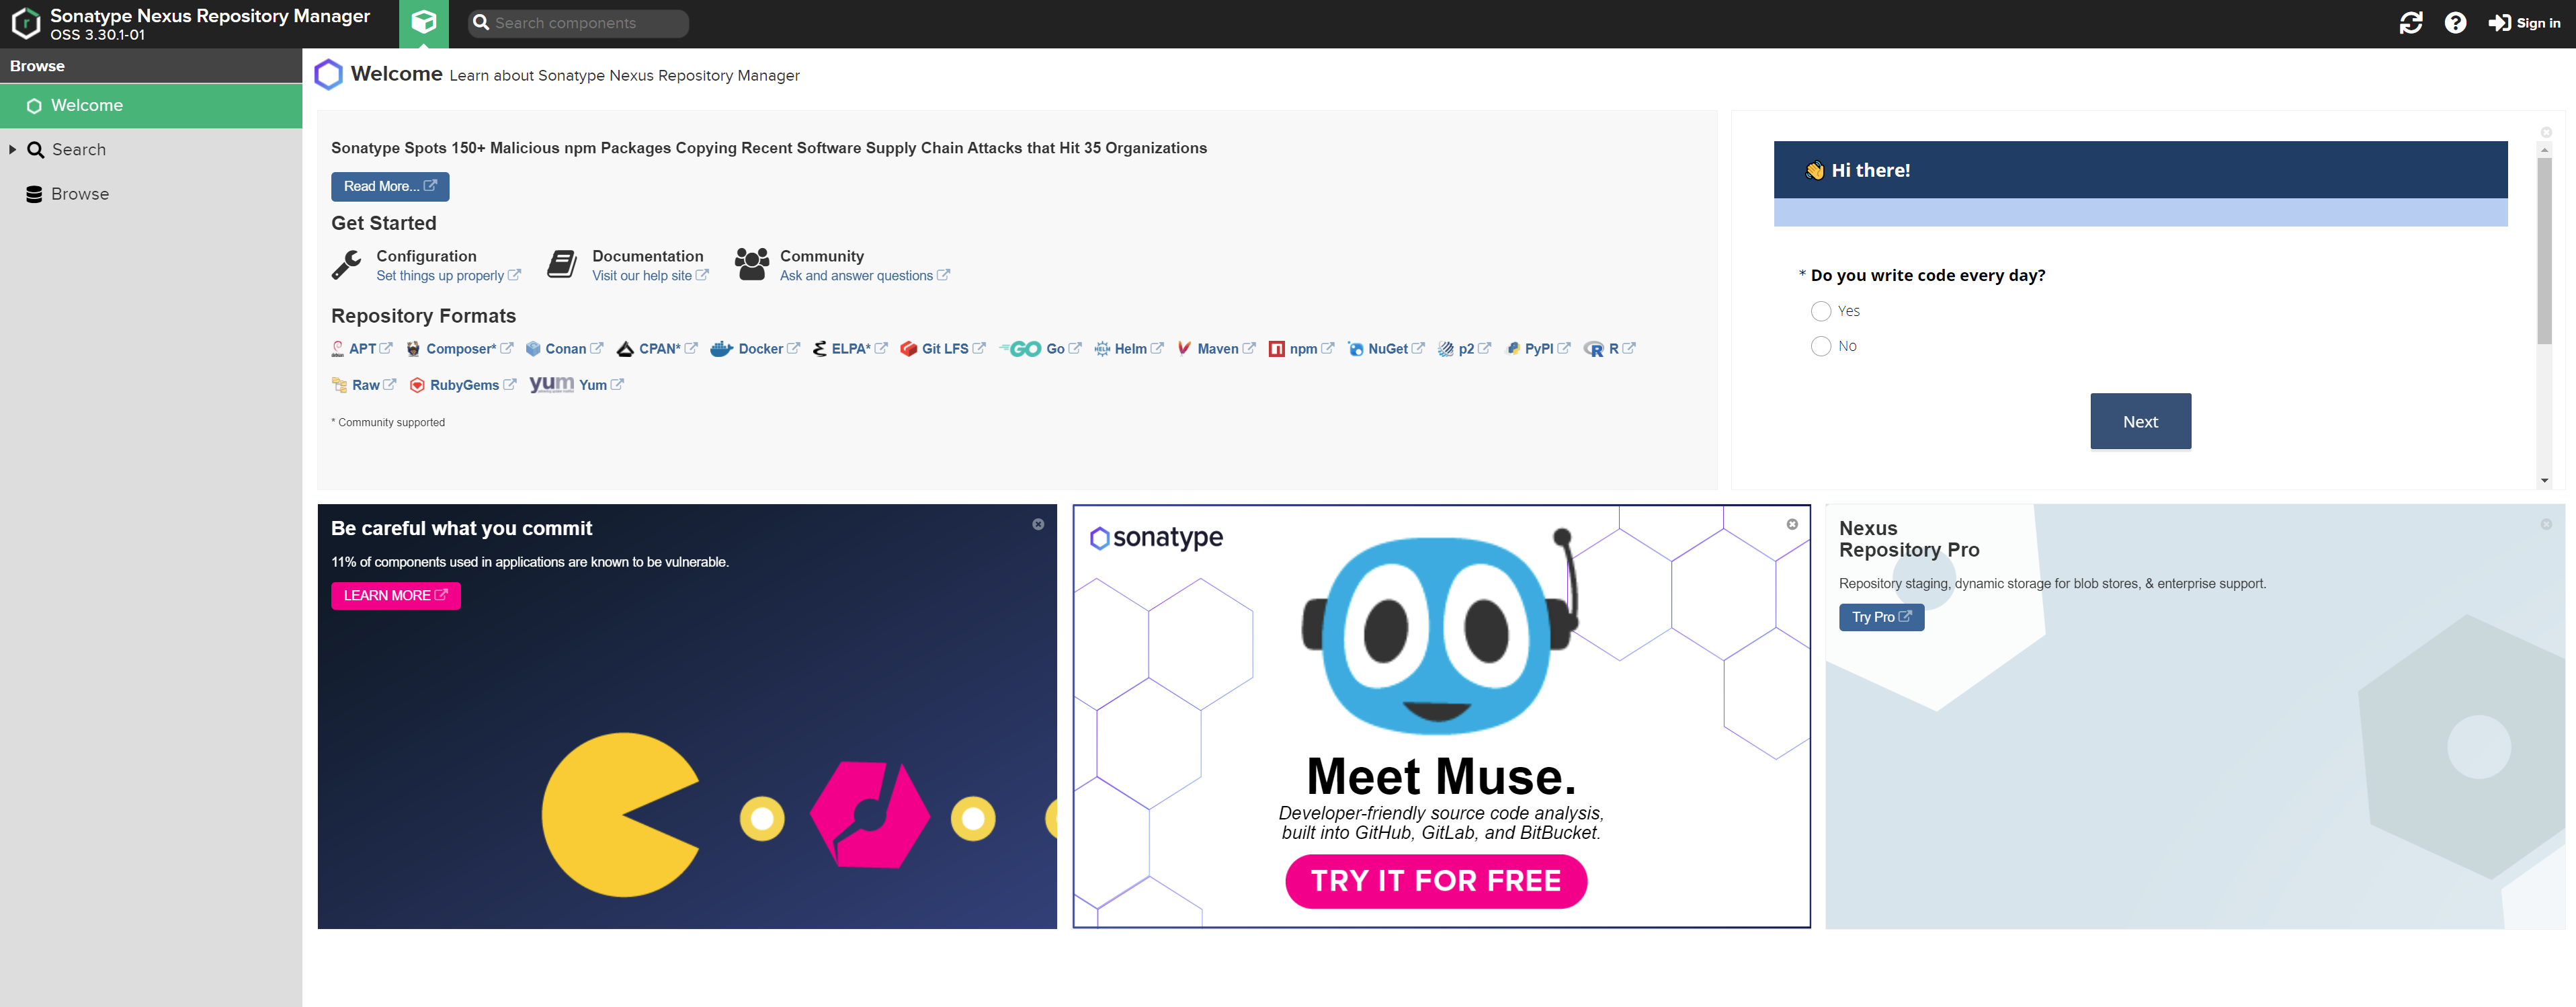 Sonatype Nexus Repository Manager
OSS 3.30.1-01
Search components
Sign in
Browse
Welcome
Search
Browse
Welcome Learn about Sonatype Nexus Repository Manager
Sonatype Spots 150+ Malicious npm Packages Copying Recent Software Supply Chain Attacks that Hit 35 Organizations
Read More...
Get Started
Configuration
Set things up properly
Documentation
Visit our help site
Community
Ask and answer questions
Repository Formats
APT Composer* Conan CPAN* Docker ELPA* Git LFS GO Go HELM Helm Maven npm NuGet p2 PyPI R R
Raw RubyGems yum Yum
* Community supported
👋 Hi there!
* Do you write code every day?
Yes
No
Next
Be careful what you commit
11% of components used in applications are known to be vulnerable.
LEARN MORE
sonatype
Meet Muse.
Developer-friendly source code analysis,
built into GitHub, GitLab, and BitBucket.
TRY IT FOR FREE
Nexus
Repository Pro
Repository staging, dynamic storage for blob stores, & enterprise support.
Try Pro